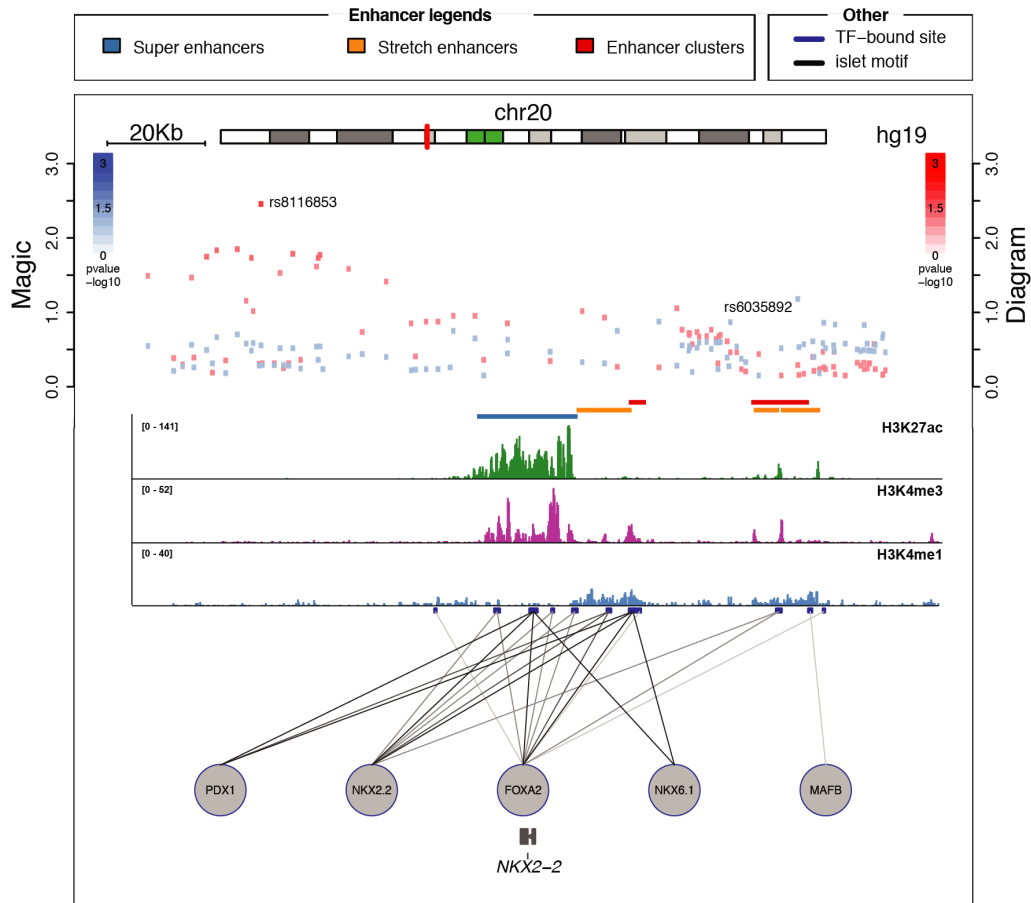 Enhancer legends
Super enhancers
Stretch enhancers
Enhancer clusters
Other
TF−bound site
islet motif
chr20
20Kb
hg19
3.0
2.0
1.0
0.0
Magic
3
1.5
0
pvalue
−log10
rs8116853
rs6035892
3
1.5
0
pvalue
−log10
3.0
2.0
1.0
0.0
Diagram
[0 - 141]
H3K27ac
[0 - 52]
H3K4me3
[0 - 40]
H3K4me1
PDX1
NKX2.2
FOXA2
NKX6.1
MAFB
NKX2−2